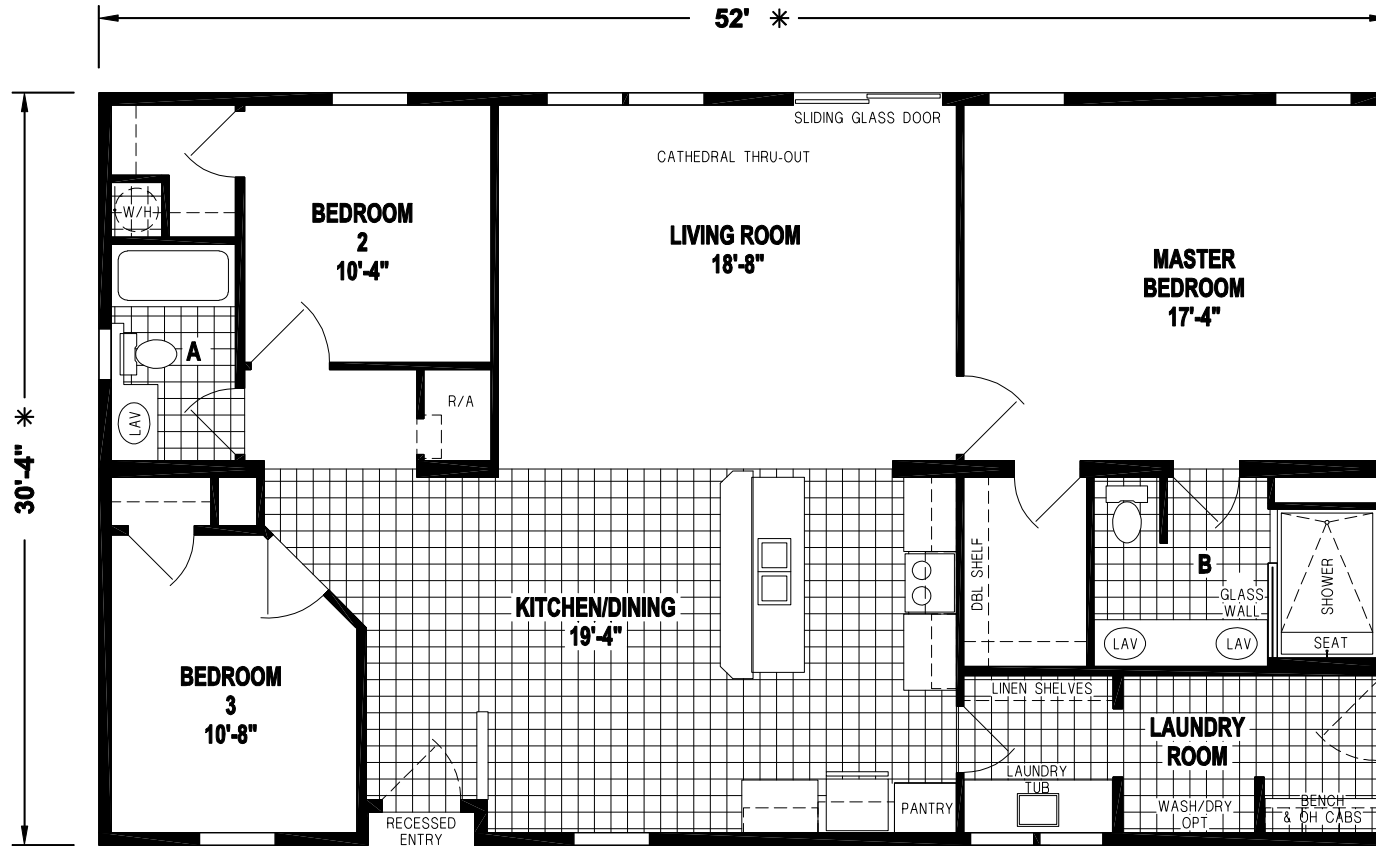 52' *
SLIDING GLASS DOOR
CATHEDRAL THRU-OUT
W/H
BEDROOM
2
10'-4"
LIVING ROOM
18'-8"
MASTER
BEDROOM
17'-4"
A
LAV
R/A
30'-4" *
DBL SHELF
B
GLASS
WALL
SHOWER
SEAT
LAV
LAV
KITCHEN/DINING
19'-4"
BEDROOM
3
10'-8"
LINEN SHELVES
LAUNDRY
ROOM
LAUNDRY
TUB
PANTRY
WASH/DRY
OPT
BENCH
& OH CABS
RECESSED
ENTRY